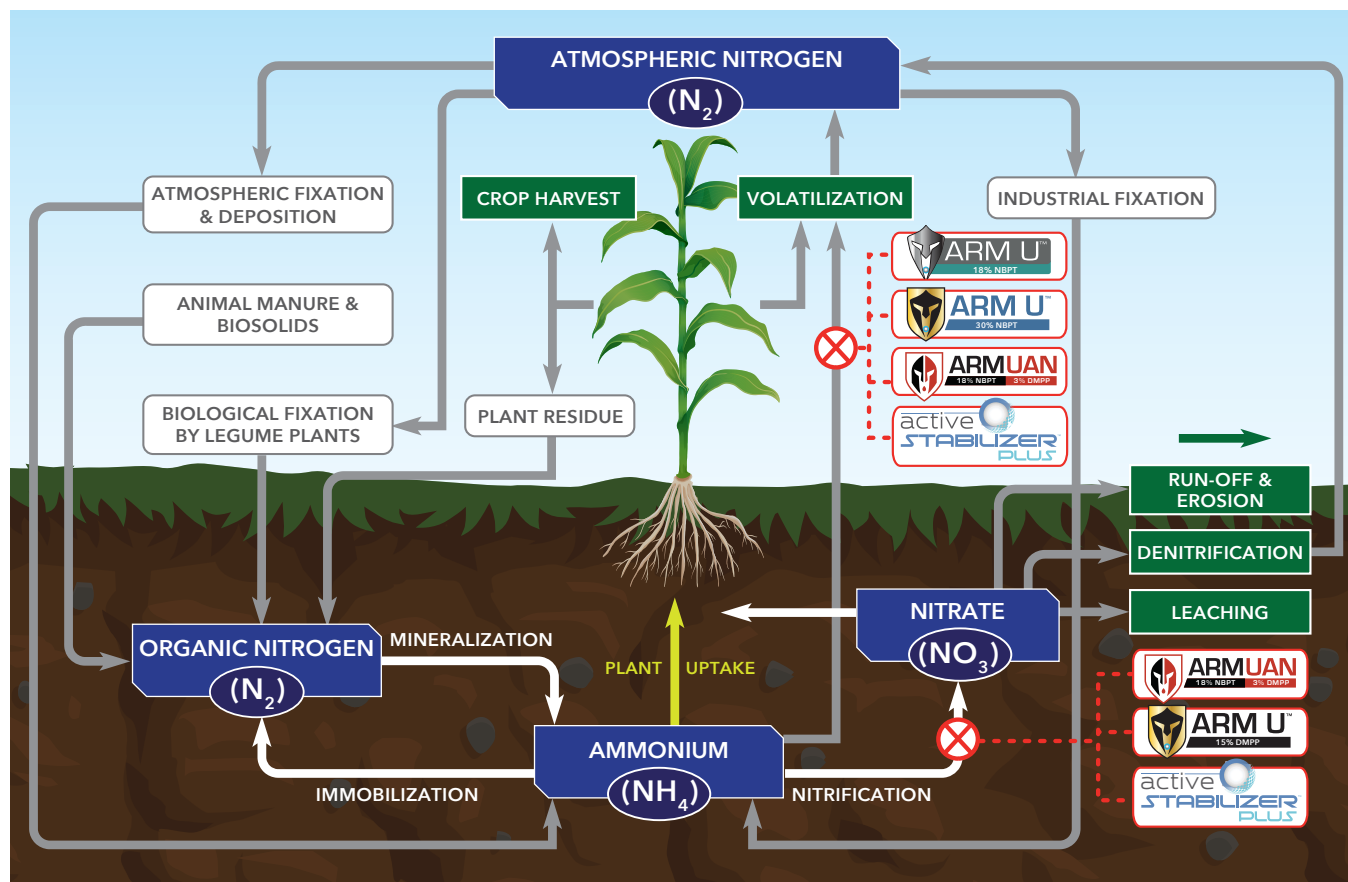 ATMOSPHERIC NITROGEN
(N2)
ATMOSPHERIC FIXATION
& DEPOSITION
CROP HARVEST
VOLATILIZATION
INDUSTRIAL FIXATION
ARM U™
18% NBPT
ANIMAL MANURE &
BIOSOLIDS
ARM U™
30% NBPT
ARMUAN
18% NBPT 3% DMPP
BIOLOGICAL FIXATION
BY LEGUME PLANTS
PLANT RESIDUE
active
STABILIZER
PLUS
RUN-OFF &
EROSION
DENITRIFICATION
LEACHING
NITRATE
(NO3)
ORGANIC NITROGEN
(N2)
MINERALIZATION
PLANT UPTAKE
ARMUAN
18% NBPT 3% DMPP
ARM U™
15% DMPP
AMMONIUM
(NH4)
IMMOBILIZATION
NITRIFICATION
active
STABILIZER
PLUS